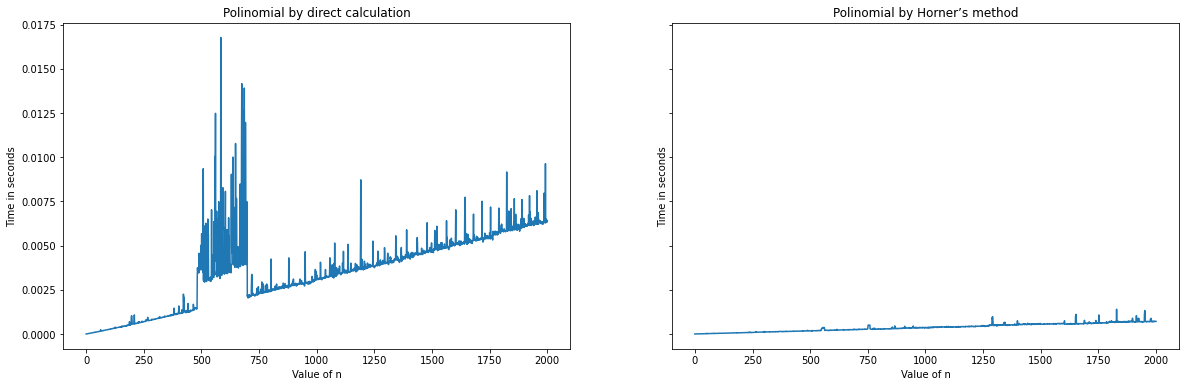 Polinomial by direct calculation
0.0175
0.0150
0.0125
0.0100
0.0075
0.0050
0.0025
0.0000
Time in seconds
0 250 500 750 1000 1250 1500 1750 2000
Value of n
Polinomial by Horner’s method
Time in seconds
0 250 500 750 1000 1250 1500 1750 2000
Value of n